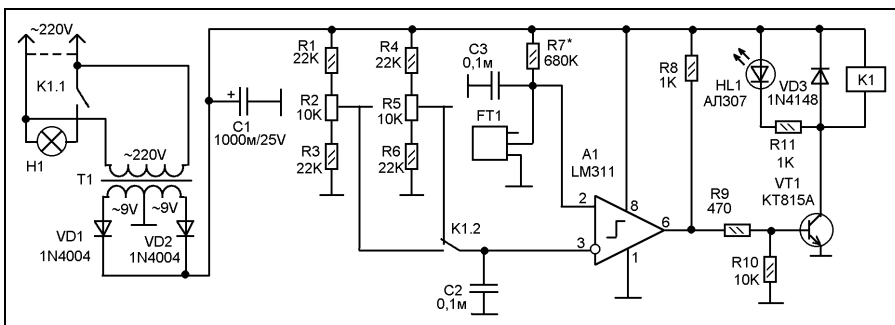 ~220V
K1.1
H1
~220V
T1
~9V
~9V
VD1
1N4004
VD2
1N4004
+
C1
1000м/25V
R1
22K
R2
10K
R3
22K
R4
22K
R5
10K
R6
22K
K1.2
C2
0,1м
C3
0,1м
R7*
680K
FT1
A1
LM311
2
3
8
6
1
R8
1K
R9
470
R10
10K
HL1
АЛ307
VD3
1N4148
K1
R11
1K
VT1
КТ815А